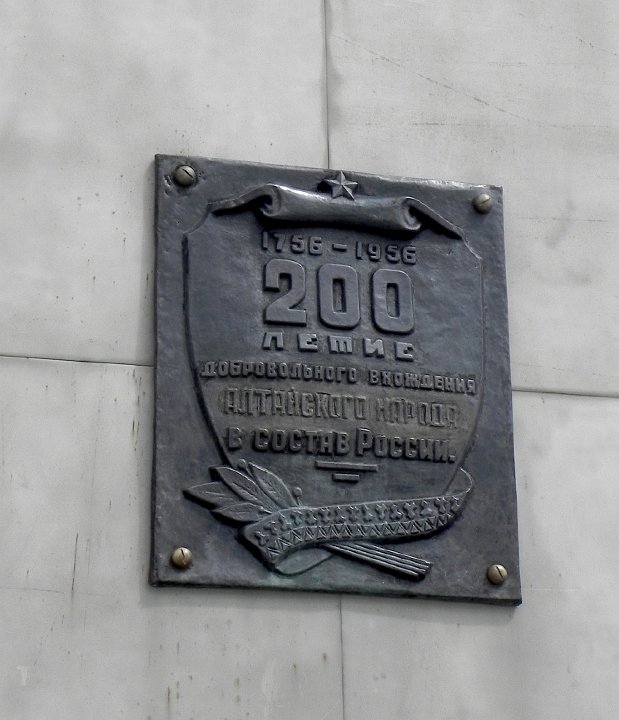 1756-1956
200
ЛЕТИЕ
ДОБРОВОЛЬНОГО ВХОЖДЕНИЯ
АЛТАЙСКОГО НАРОДА
В СОСТАВ РОССИИ.